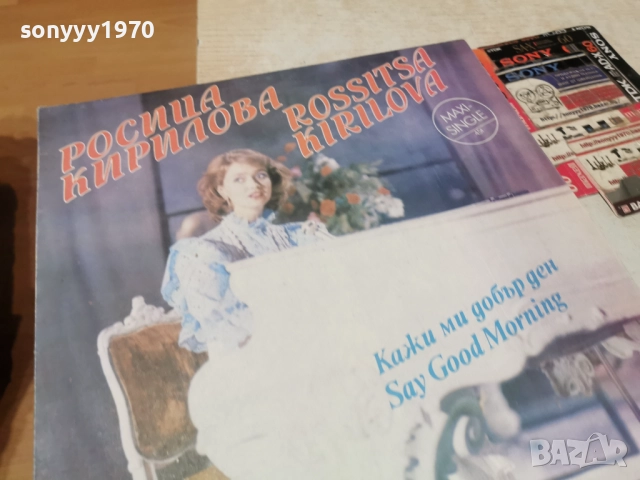 sonyyy1970
РОСИЦА
КИРИЛОВА
ROSSITSA
KIRILOVA
MAXI-
SINGLE
Кажи ми добър ден
Say Good Morning
SONY
SONY
BAZAR